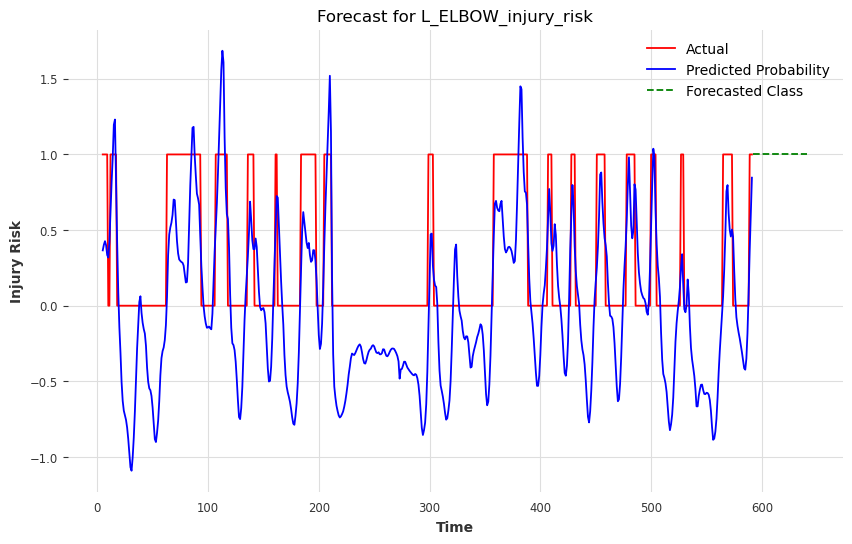 Forecast for L_ELBOW_injury_risk
Actual
Predicted Probability
Forecasted Class
1.5
1.0
0.5
0.0
−0.5
−1.0
Injury Risk
0 100 200 300 400 500 600
Time